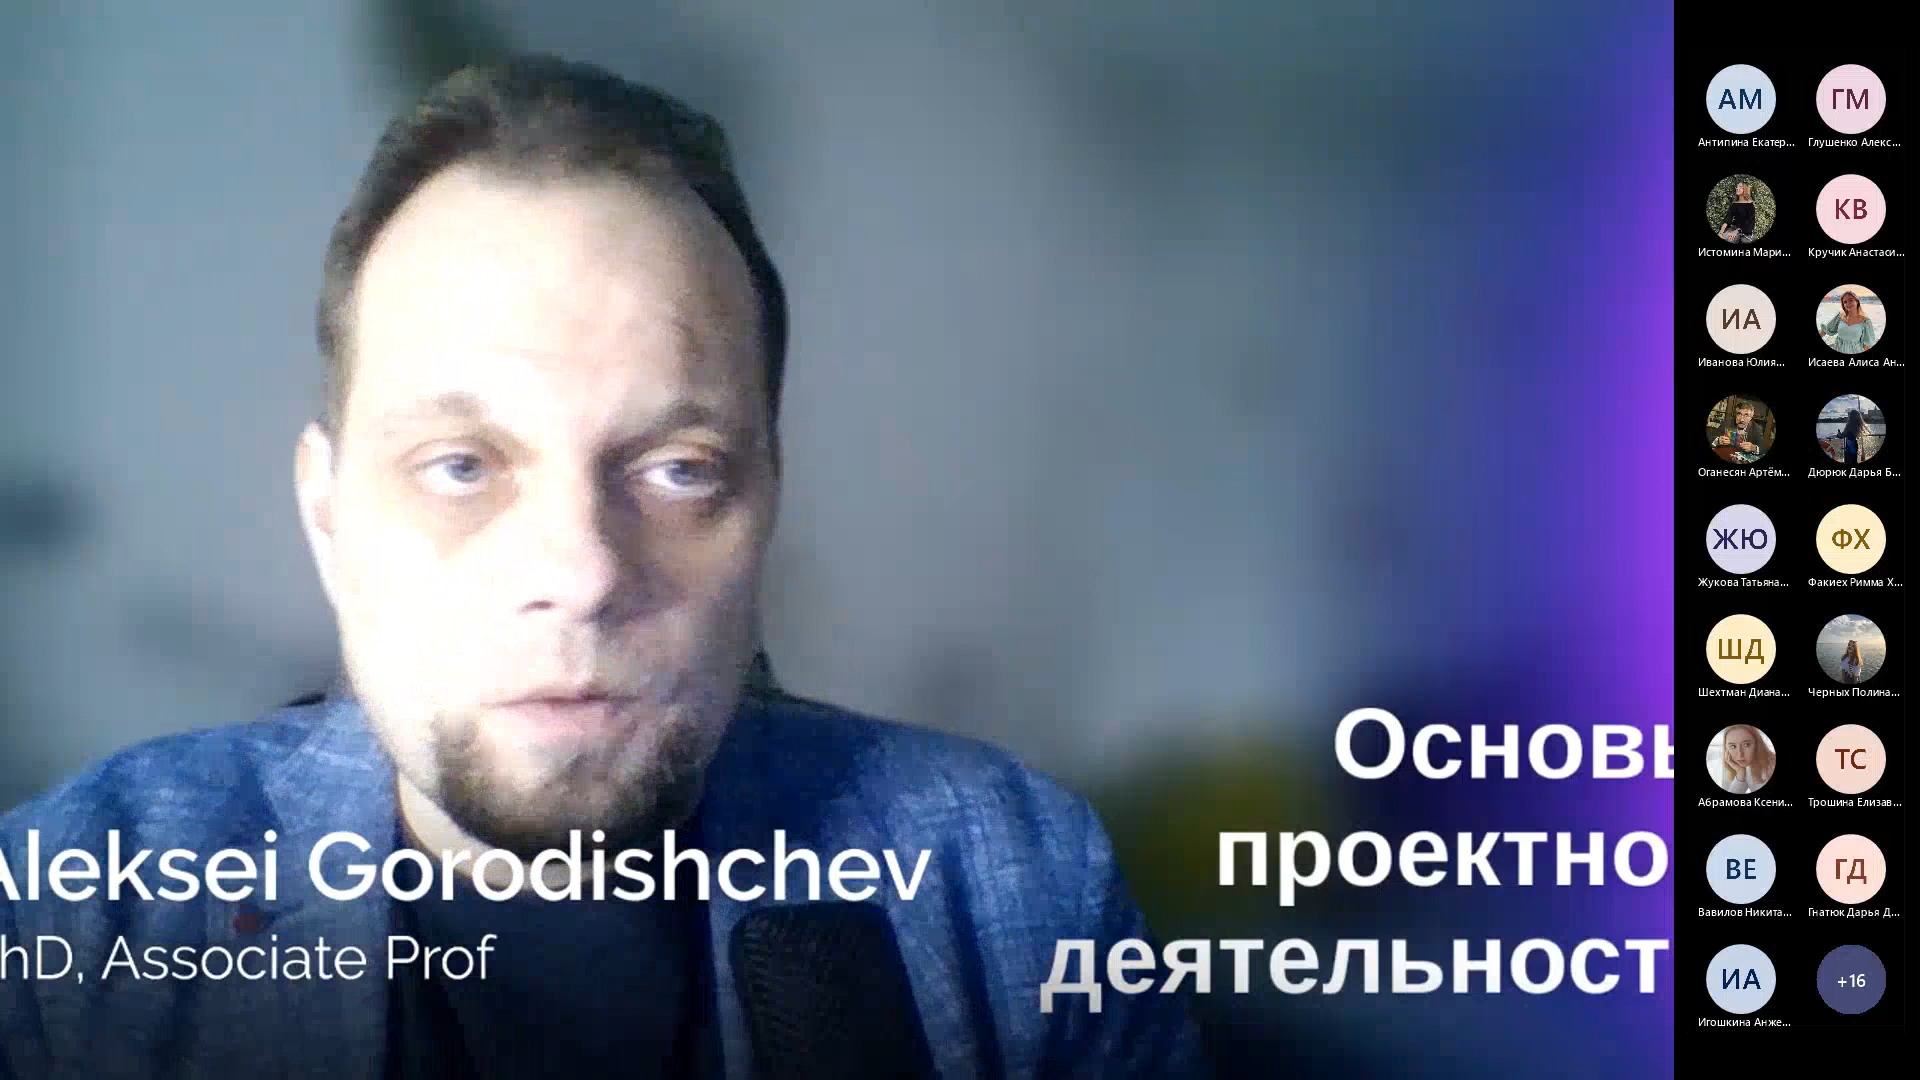 Aleksei Gorodishchev
hD, Associate Prof
Основы
проектно
деятельност
АМ
Антипина Екатер...
ГМ
Глушенко Алекс...
Истомина Мари...
КВ
Кручик Анастаси...
ИА
Иванова Юлия...
Исаева Алиса Ан...
Оганесян Артём...
Дюрюк Дарья Б...
ЖЮ
Жукова Татьяна...
ФХ
Факиех Римма Х...
ШД
Шехтман Диана...
Черных Полина...
Абрамова Ксени...
ТС
Трошина Елизав...
ВЕ
Вавилов Никита...
ГД
Гнатюк Дарья Д...
ИА
Игошкина Анже...
+16